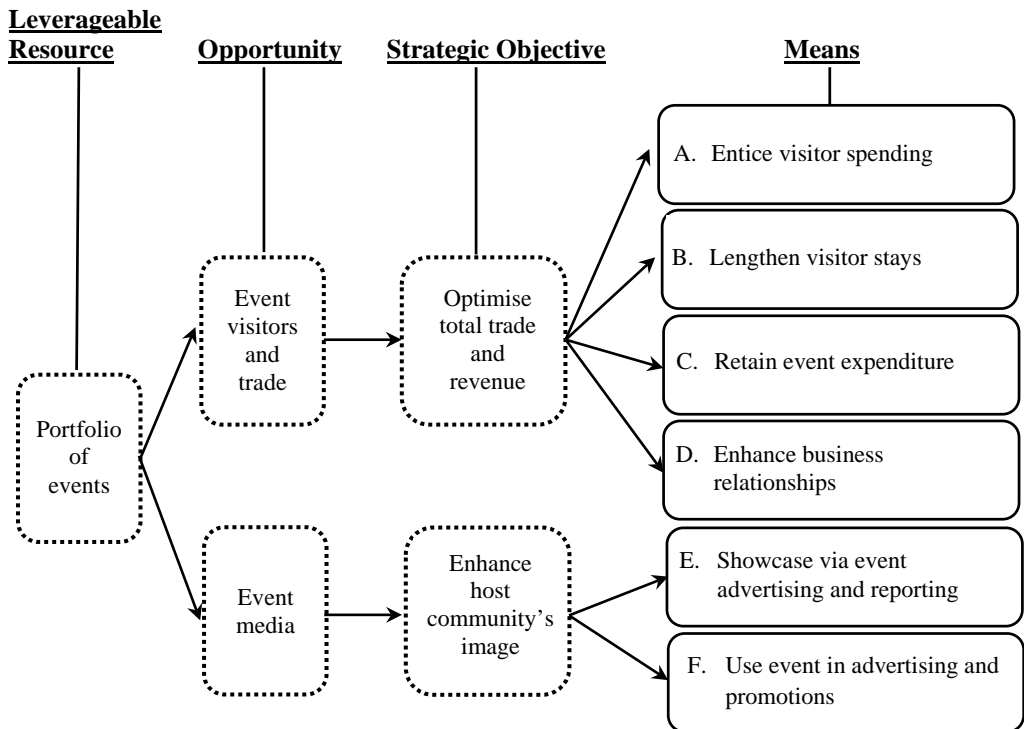 Leverageable
Resource
Opportunity
Strategic Objective
Means
Portfolio
of
events
Event
visitors
and
trade
Optimise
total trade
and
revenue
A. Entice visitor spending
B. Lengthen visitor stays
C. Retain event expenditure
D. Enhance business
relationships
Event
media
Enhance
host
community’s
image
E. Showcase via event
advertising and reporting
F. Use event in advertising and
promotions